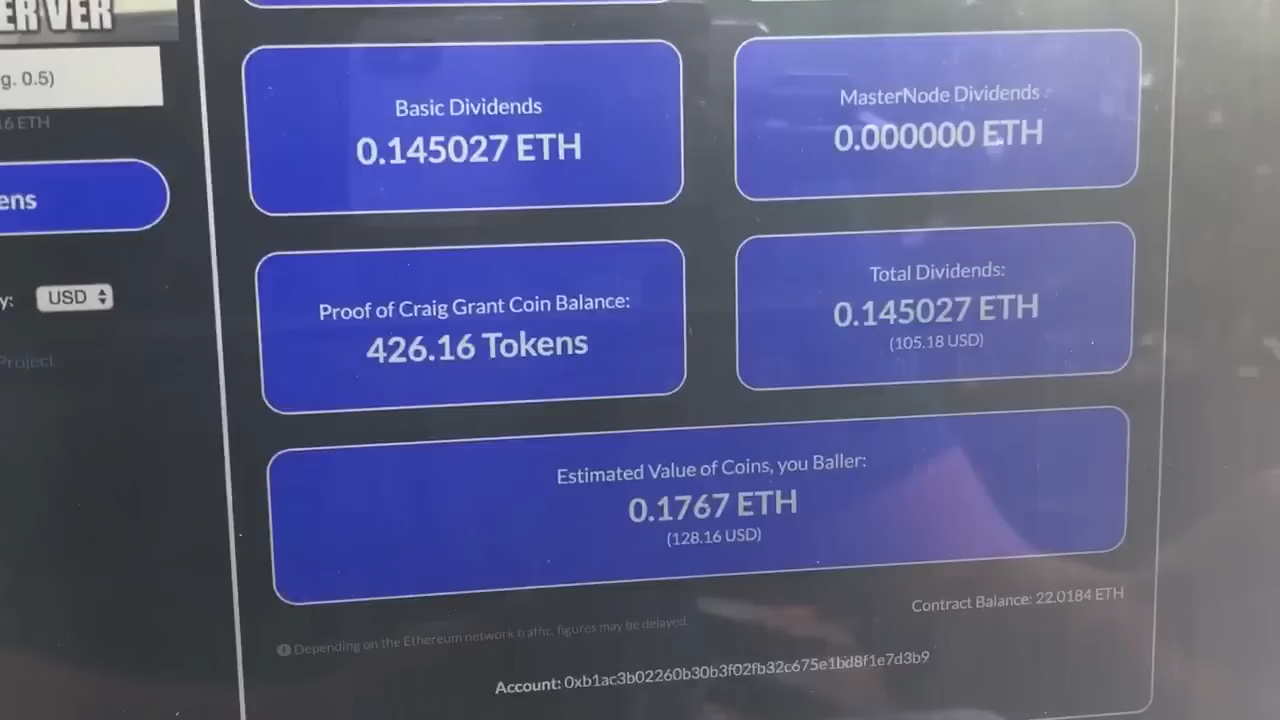 ERVER
g. 0.5)
16 ETH
ens
y: USD
Project
Basic Dividends
0.145027 ETH
MasterNode Dividends
0.000000 ETH
Proof of Craig Grant Coin Balance:
426.16 Tokens
Total Dividends:
0.145027 ETH
(105.18 USD)
Estimated Value of Coins, you Baller:
0.1767 ETH
(128.16 USD)
Contract Balance: 22.0184 ETH
Depending on the Ethereum network traffic, figures may be delayed.
Account: 0xb1ac3b02260b30b3f02fb32c675e1bd8f1e7d3b9